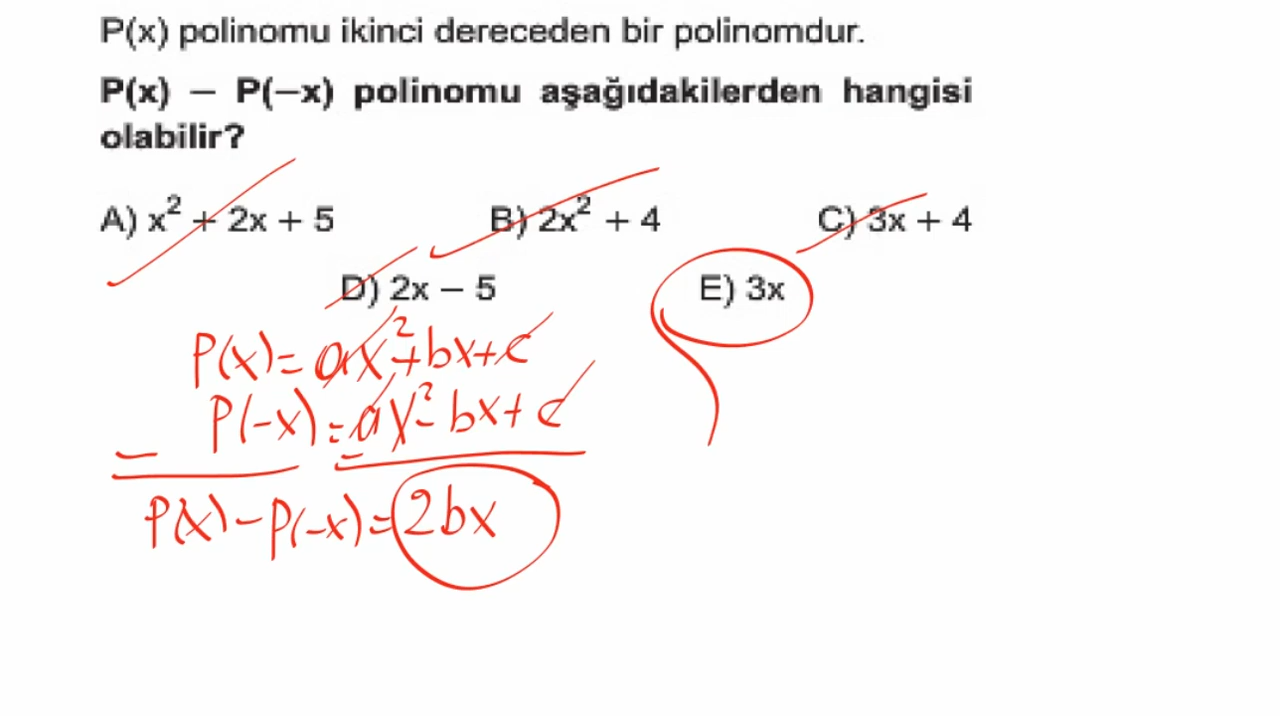 P(x) polinomu ikinci dereceden bir polinomdur.
P(x) − P(−x) polinomu aşağıdakilerden hangisi
olabilir?
A) x² + 2x + 5 B) 2x² + 4 C) 3x + 4
D) 2x − 5 E) 3x
P(x) = ax² + bx + c
P(−x) = ax² − bx + c
P(x) − P(−x) = 2bx